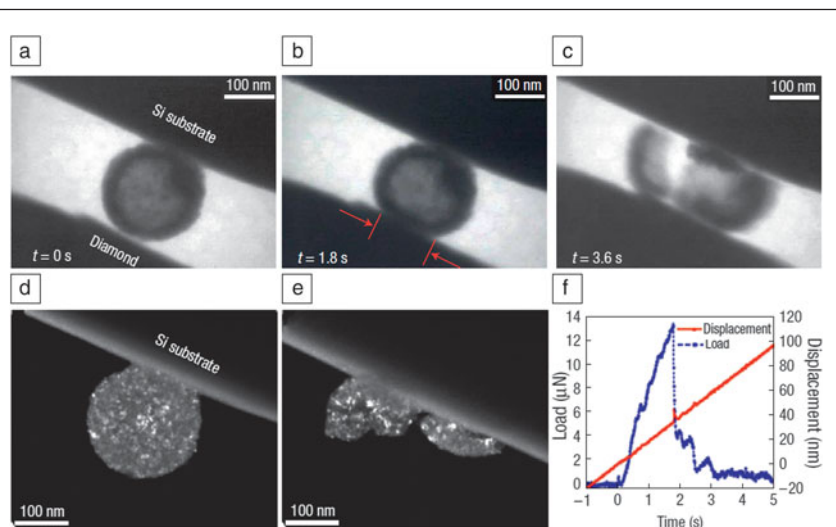 a
b
c
100 nm
100 nm
100 nm
Si substrate
Diamond
t = 0 s
t = 1.8 s
t = 3.6 s
d
e
f
Si substrate
100 nm
100 nm
14
12
10
8
6
4
2
0
Load (μN)
Displacement
Load
120
100
80
60
40
20
0
−20
Displacement (nm)
−1 0 1 2 3 4 5
Time (s)